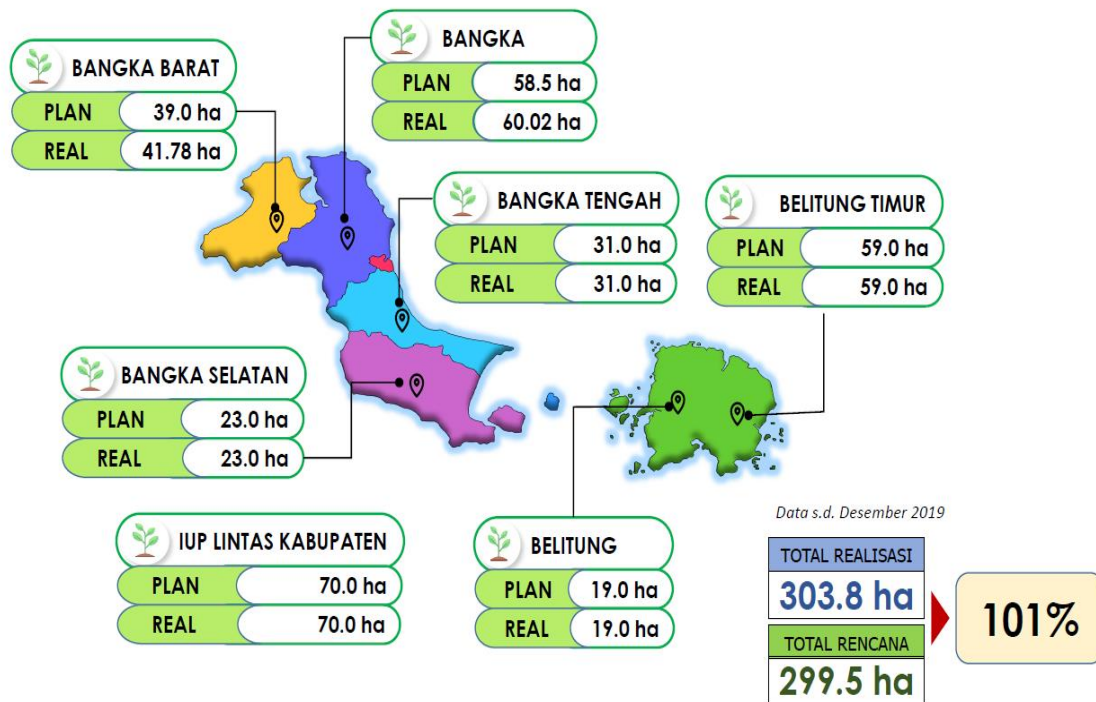 BANGKA BARAT
PLAN 39.0 ha
REAL 41.78 ha
BANGKA
PLAN 58.5 ha
REAL 60.02 ha
BANGKA TENGAH
PLAN 31.0 ha
REAL 31.0 ha
BELITUNG TIMUR
PLAN 59.0 ha
REAL 59.0 ha
BANGKA SELATAN
PLAN 23.0 ha
REAL 23.0 ha
IUP LINTAS KABUPATEN
PLAN 70.0 ha
REAL 70.0 ha
BELITUNG
PLAN 19.0 ha
REAL 19.0 ha
Data s.d. Desember 2019
TOTAL REALISASI
303.8 ha
TOTAL RENCANA
299.5 ha
101%